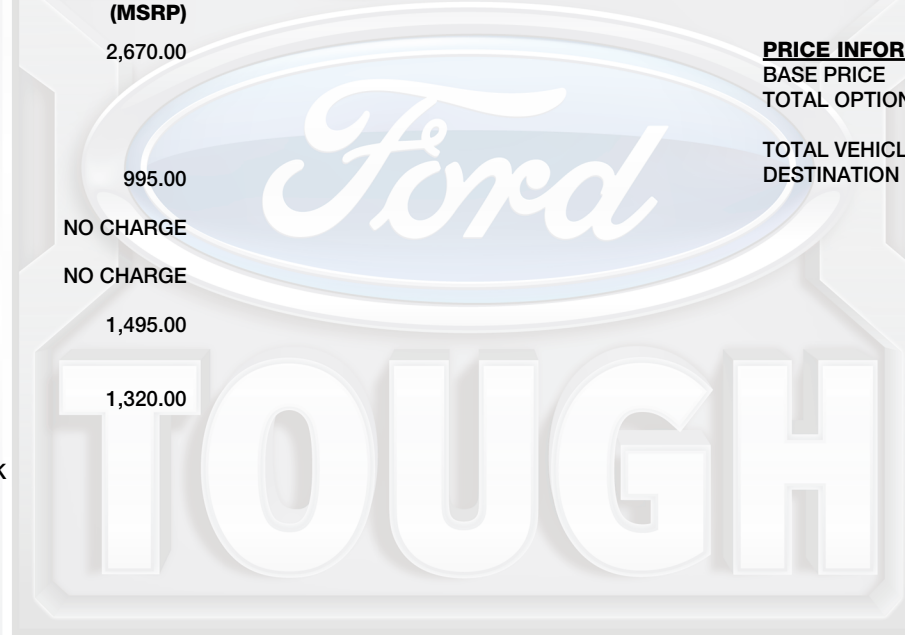 (MSRP)
2,670.00
995.00
NO CHARGE
NO CHARGE
1,495.00
1,320.00
K
PRICE INFOR
BASE PRICE
TOTAL OPTION
TOTAL VEHICL
DESTINATION
Ford
TOUGH